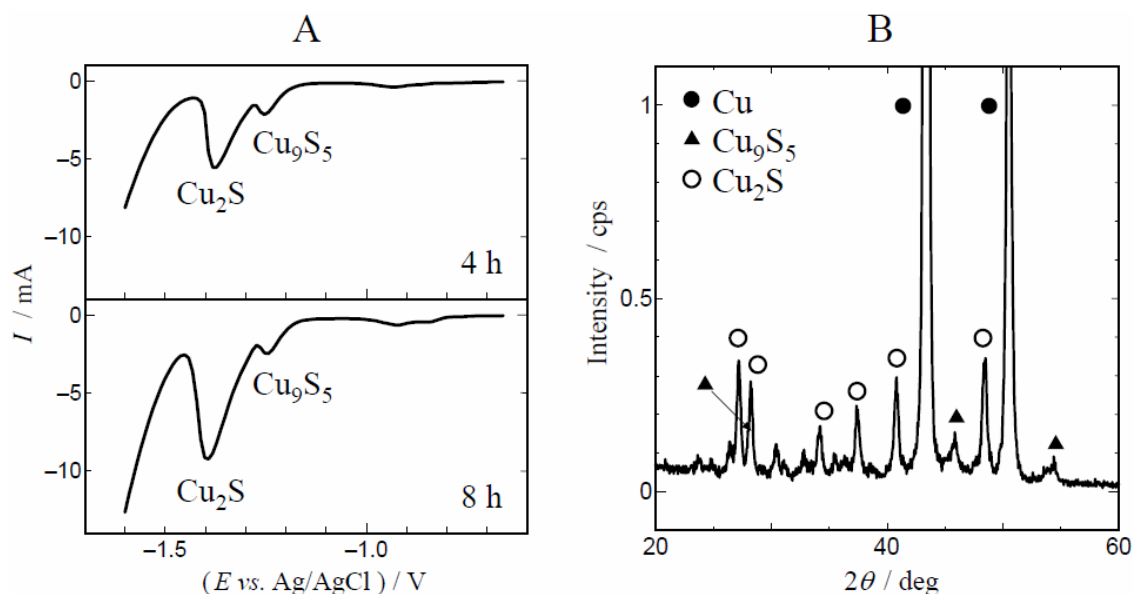 A
0
−5
−10
Cu₂S
Cu₉S₅
4 h
0
−5
−10
Cu₂S
Cu₉S₅
8 h
−1.5
−1.0
I / mA
(E vs. Ag/AgCl) / V
B
1
0.5
0
● Cu
▲ Cu₉S₅
○ Cu₂S
20
40
60
Intensity / cps
2θ / deg